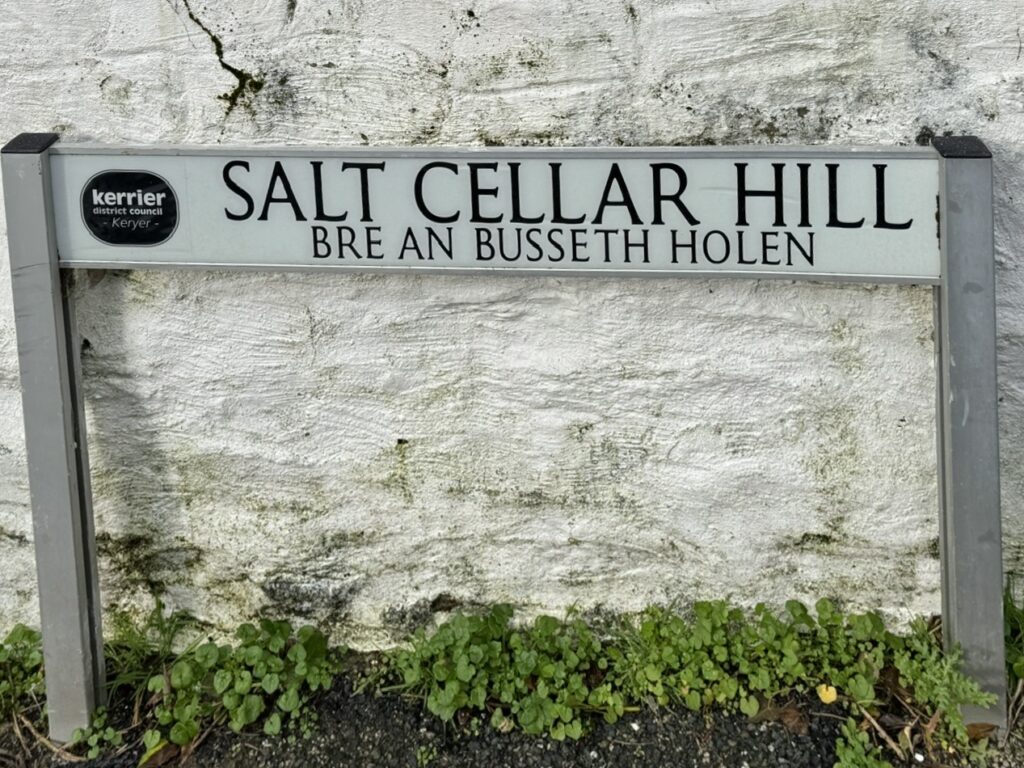 kerrier
district council
- Keryer -
SALT CELLAR HILL
BRE AN BUSSETH HOLEN